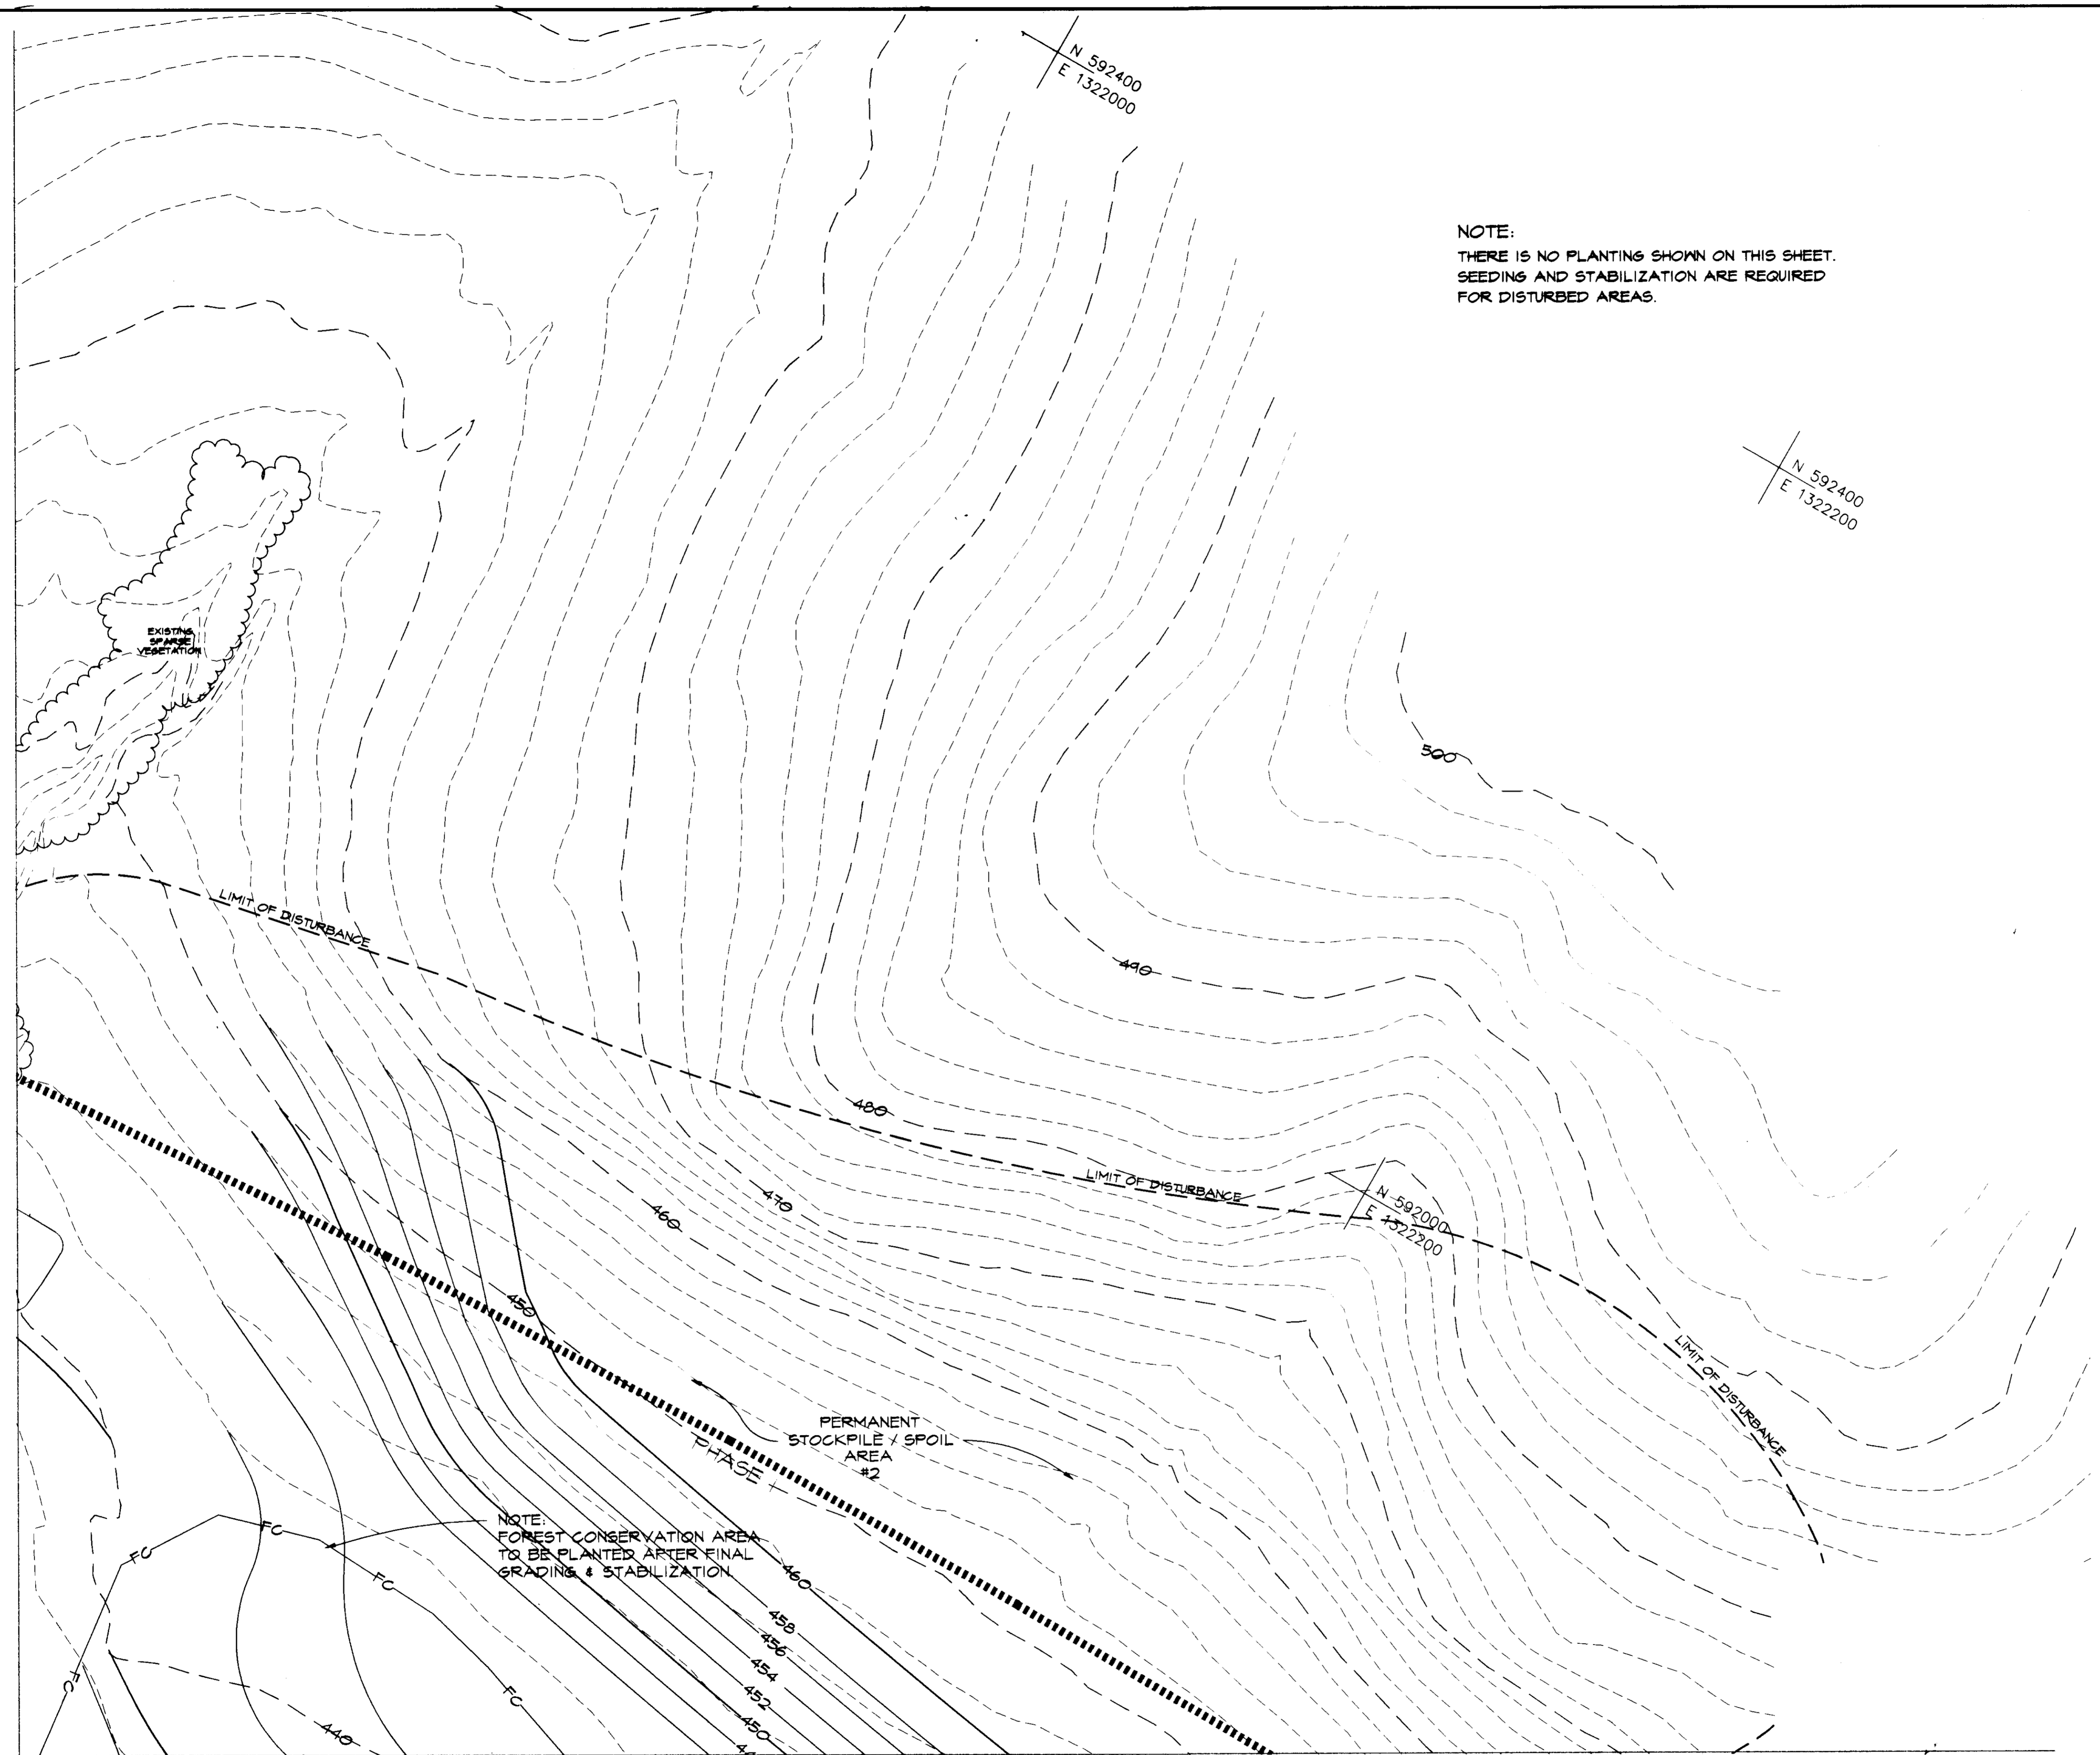 N 592400
E 1322000
NOTE:
THERE IS NO PLANTING SHOWN ON THIS SHEET.
SEEDING AND STABILIZATION ARE REQUIRED
FOR DISTURBED AREAS.
N 592400
E 1322200
EXISTING
SPARSE
VEGETATION
500
LIMIT OF DISTURBANCE
490
480
LIMIT OF DISTURBANCE
470
460
N 592000
E 1322200
450
LIMIT OF DISTURBANCE
PERMANENT
STOCKPILE / SPOIL
AREA
#2
PHASE I
NOTE:
FOREST CONSERVATION AREA
TO BE PLANTED AFTER FINAL
GRADING & STABILIZATION
FC
FC
FC
FC
FC
460
458
456
454
452
450
440